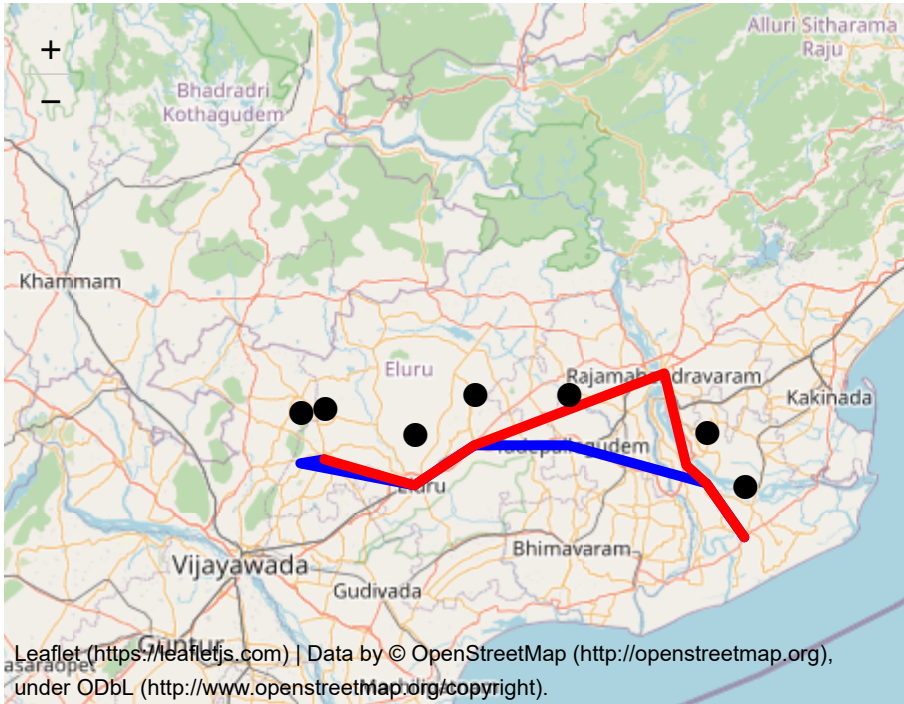 Alluri Sitharama
Raju
+
−
Bhadradri
Kothagudem
Khammam
Eluru
Kakinada
Eluru
Bhimavaram
Vijayawada
Gudivada
Guntur
Leaflet (https://leafletjs.com) | Data by © OpenStreetMap (http://openstreetmap.org),
under ODbL (http://www.openstreetmap.org/copyright).